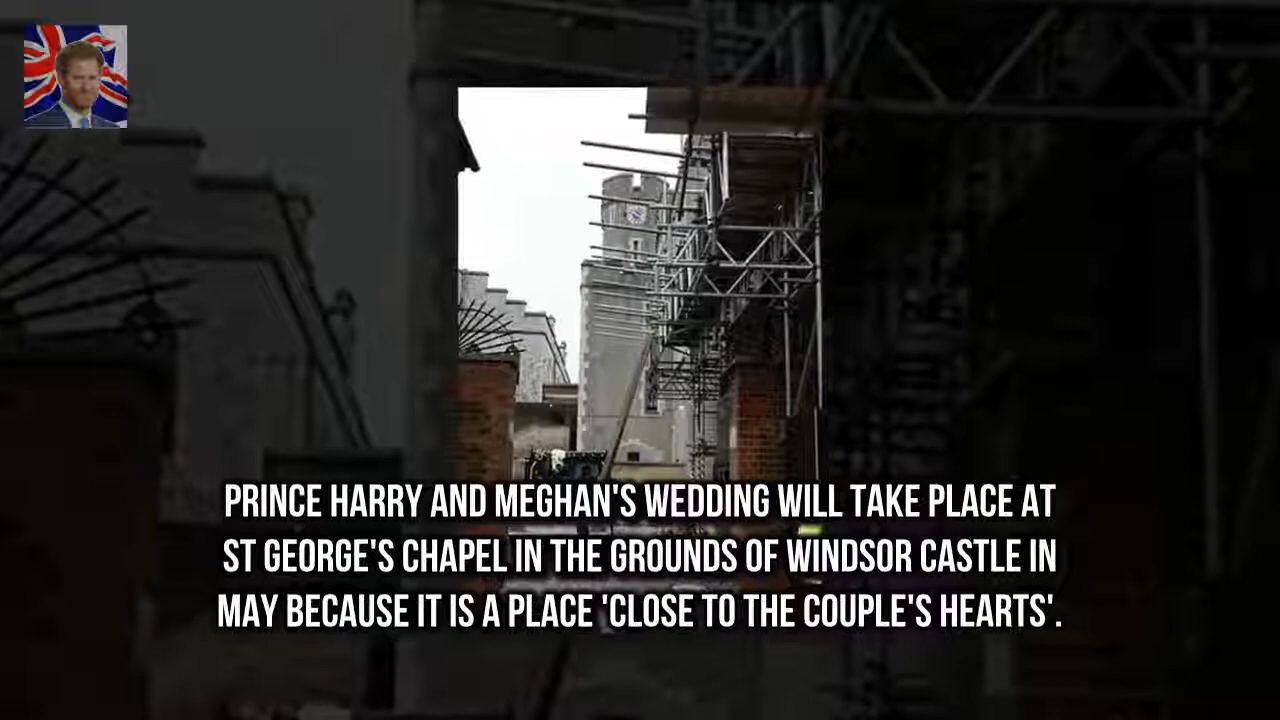 PRINCE HARRY AND MEGHAN'S WEDDING WILL TAKE PLACE AT
ST GEORGE'S CHAPEL IN THE GROUNDS OF WINDSOR CASTLE IN
MAY BECAUSE IT IS A PLACE 'CLOSE TO THE COUPLE'S HEARTS'.